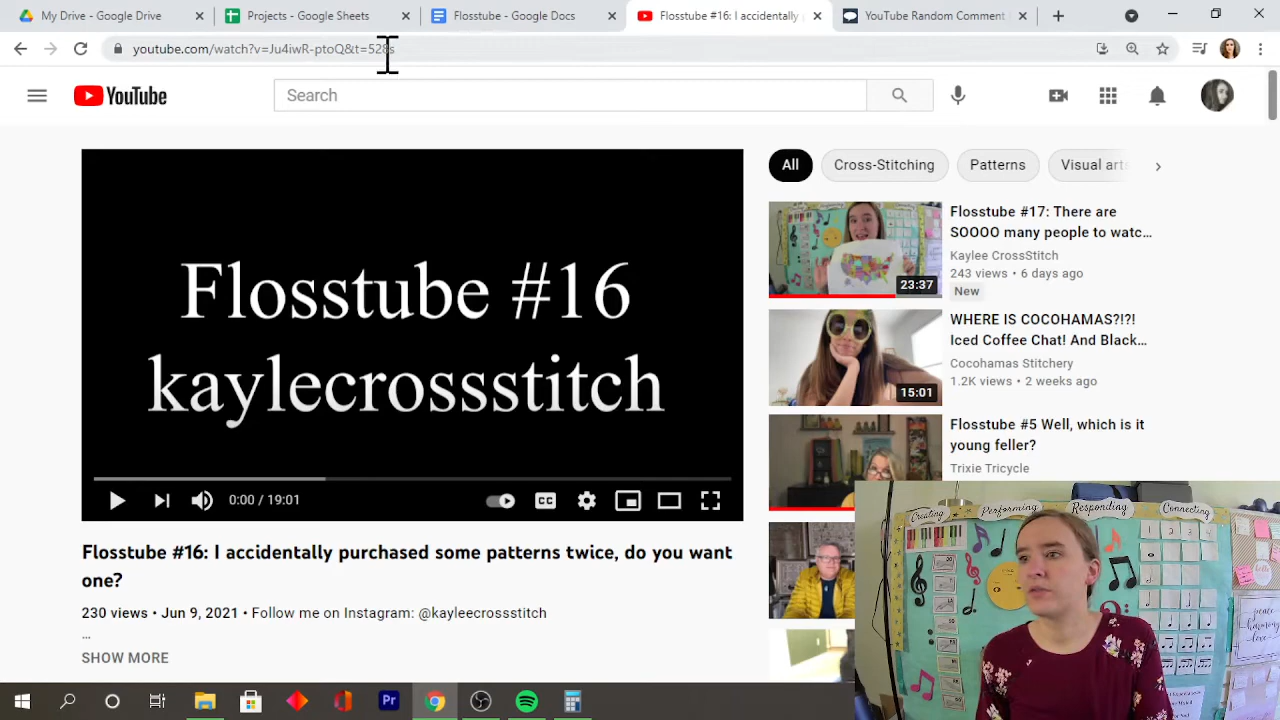 My Drive - Google Drive
Projects - Google Sheets
Flosstube - Google Docs
Flosstube #16: I accidentally
YouTube Random Comment
youtube.com/watch?v=Ju4iwR-ptoQ&t=528s
YouTube
Search
Flosstube #16
kaylecrossstitch
0:00 / 19:01
CC
Flosstube #16: I accidentally purchased some patterns twice, do you want
one?
230 views • Jun 9, 2021 • Follow me on Instagram: @kayleecrossstitch
...
SHOW MORE
All
Cross-Stitching
Patterns
Visual arts
Flosstube #17: There are
SOOOO many people to watc...
Kaylee CrossStitch
243 views • 6 days ago
New
23:37
WHERE IS COCOHAMAS?!?!
Iced Coffee Chat! And Black...
Cocohamas Stitchery
1.2K views • 2 weeks ago
15:01
Flosstube #5 Well, which is it
young feller?
Trixie Tricycle
Creating
Performing
Responding
Connecting
Pr